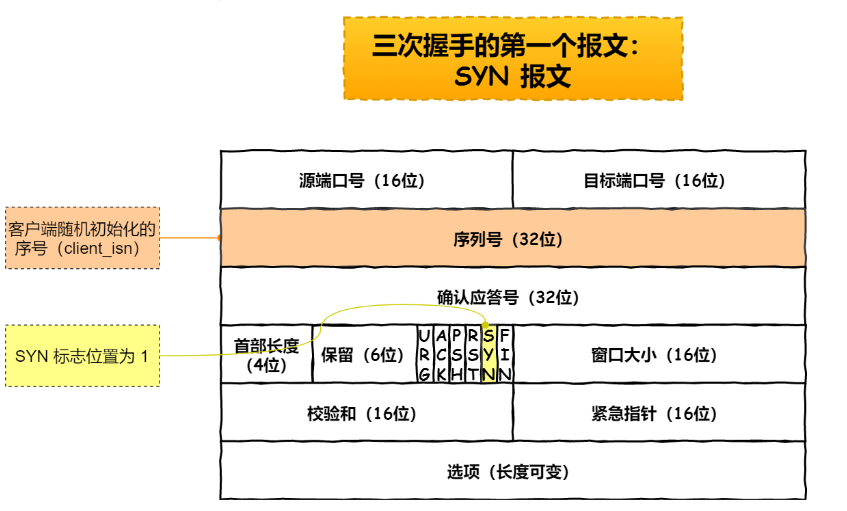 三次握手的第一个报文：
SYN 报文
源端口号（16位）
目标端口号（16位）
客户端随机初始化的
序号（client_isn）
序列号（32位）
确认应答号（32位）
SYN 标志位置为 1
首部长度
（4位）
保留（6位）
URG
ACK
PSH
RST
SYN
FIN
窗口大小（16位）
校验和（16位）
紧急指针（16位）
选项（长度可变）